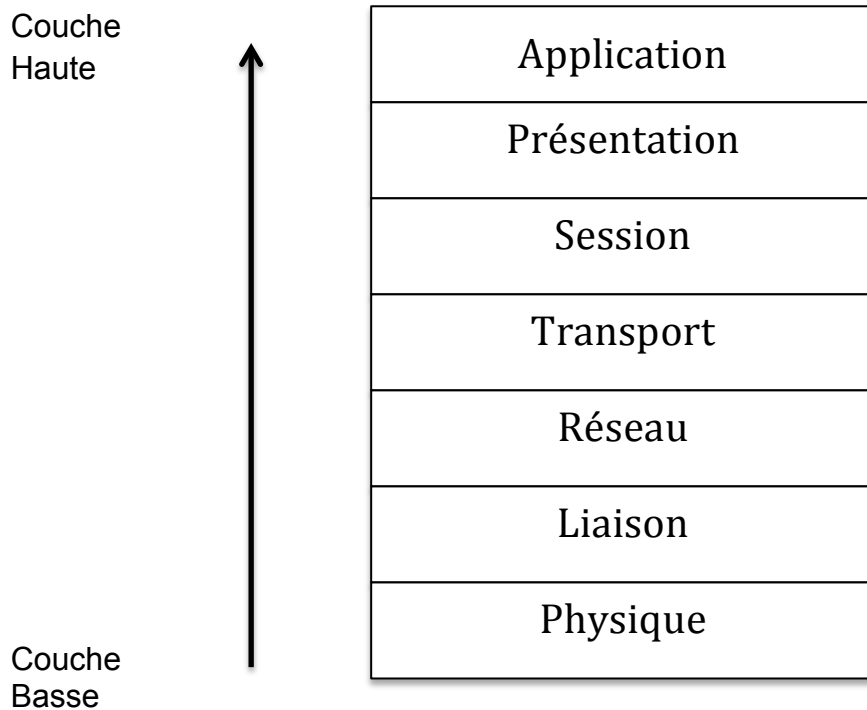 Couche
Haute
Application
Présentation
Session
Transport
Réseau
Liaison
Physique
Couche
Basse